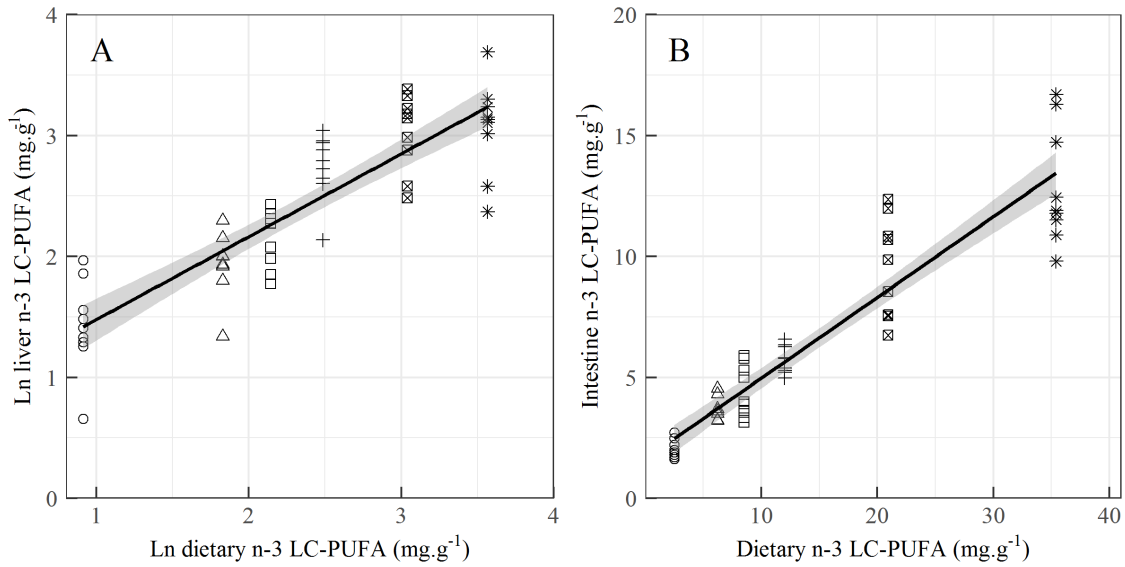 A
Ln liver n-3 LC-PUFA (mg.g⁻¹)
4
3
2
1
0
1 2 3 4
Ln dietary n-3 LC-PUFA (mg.g⁻¹)
B
Intestine n-3 LC-PUFA (mg.g⁻¹)
20
15
10
5
0
10 20 30 40
Dietary n-3 LC-PUFA (mg.g⁻¹)